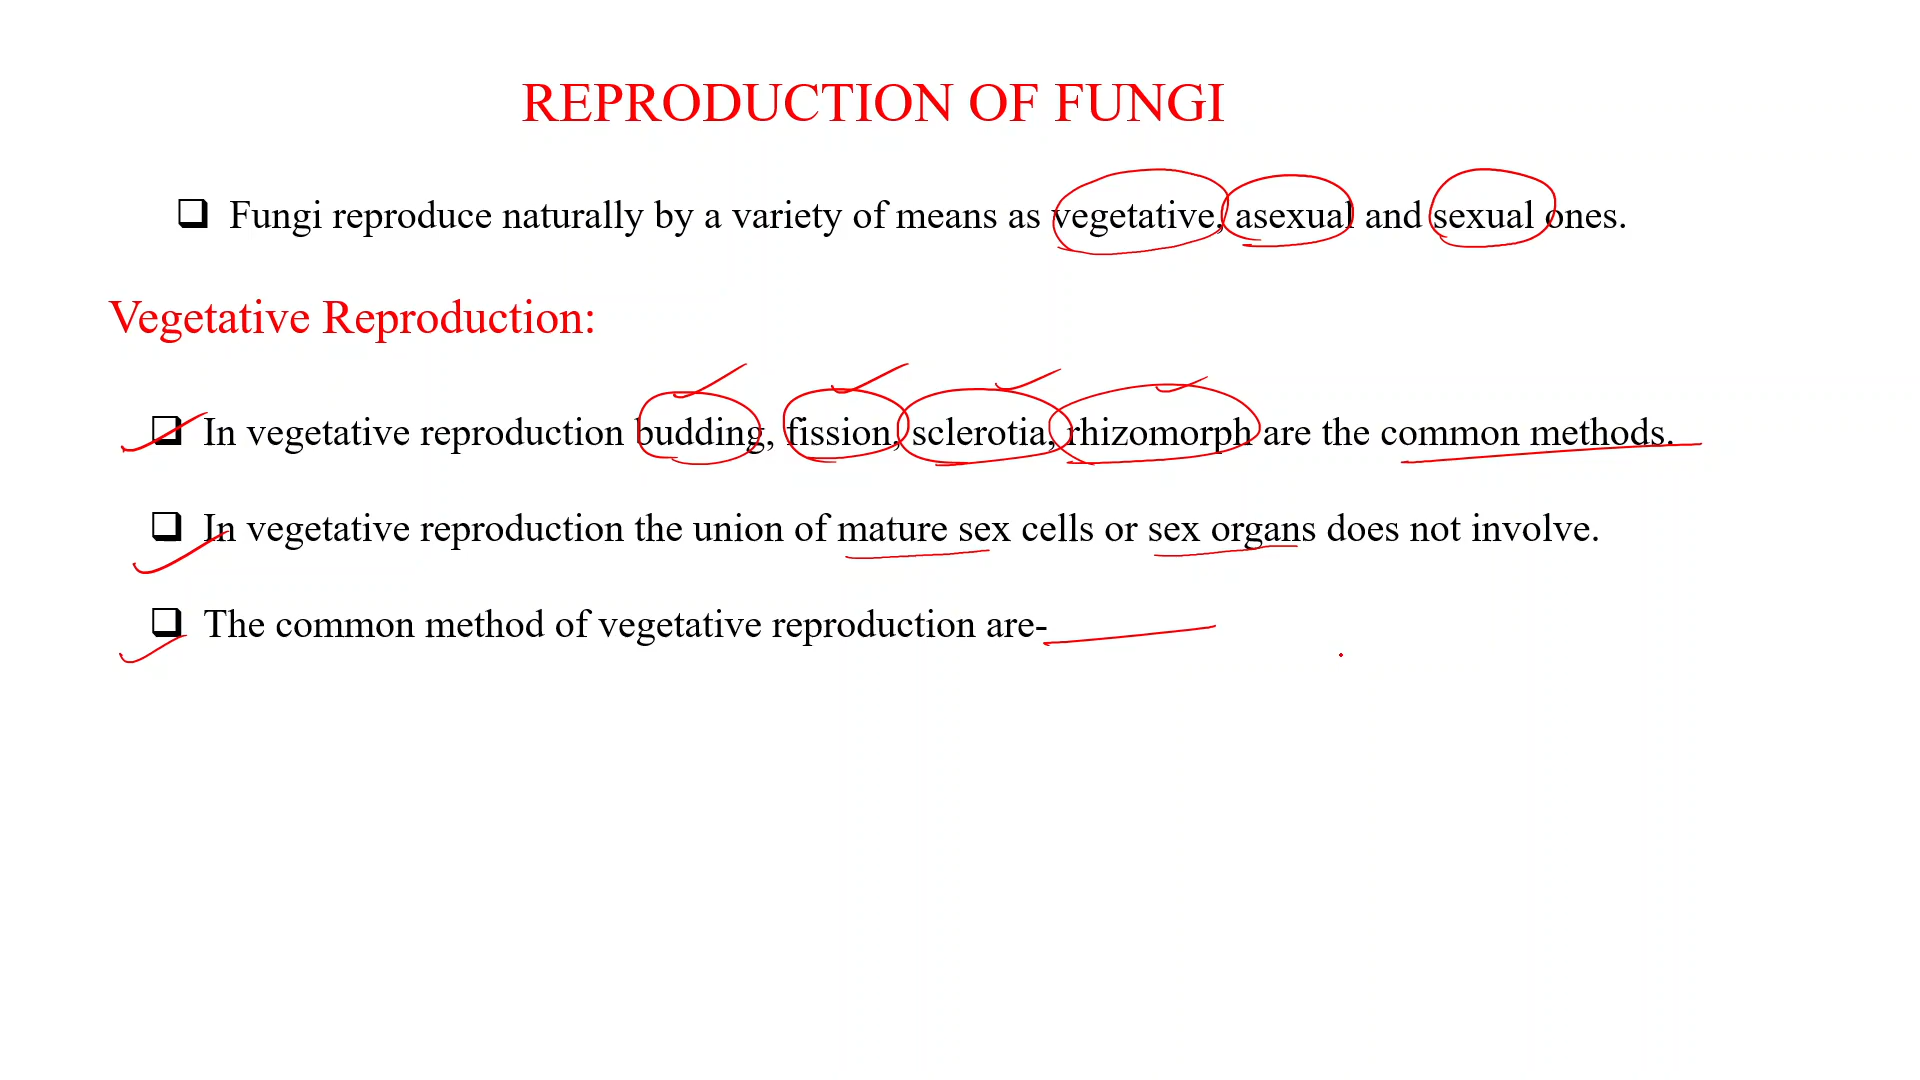 REPRODUCTION OF FUNGI
Fungi reproduce naturally by a variety of means as vegetative, asexual and sexual ones.
Vegetative Reproduction:
In vegetative reproduction budding, fission, sclerotia, rhizomorph are the common methods.
In vegetative reproduction the union of mature sex cells or sex organs does not involve.
The common method of vegetative reproduction are-